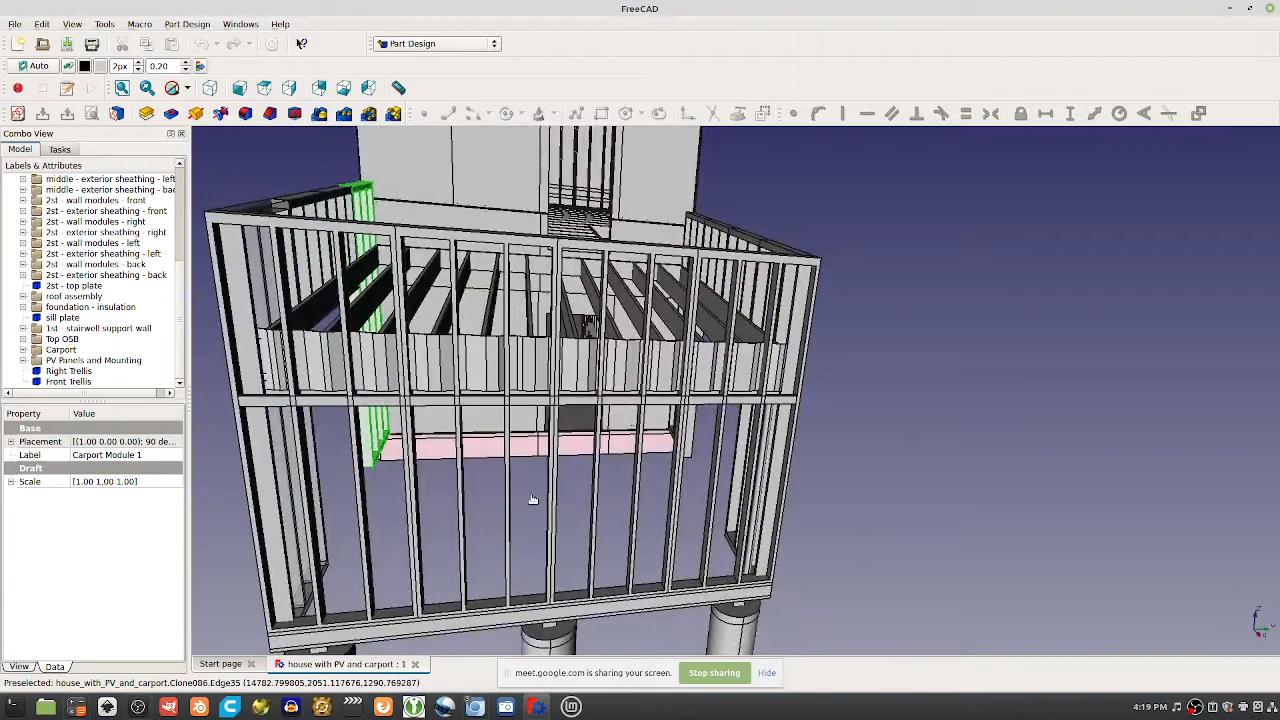 FreeCAD
File Edit View Tools Macro Part Design Windows Help
Part Design
Auto 2px 0.20
Combo View
Model Tasks
Labels & Attributes
middle - exterior sheathing - left
middle - exterior sheathing - bac
2st - wall modules - front
2st - exterior sheathing - front
2st - wall modules - right
2st - exterior sheathing - right
2st - wall modules - left
2st - exterior sheathing - left
2st - wall modules - back
2st - exterior sheathing - back
2st - top plate
roof assembly
foundation - insulation
sill plate
1st - stairwell support wall
Top OSB
Carport
PV Panels and Mounting
Right Trellis
Front Trellis
Property Value
Base
Placement [(1.00 0.00 0.00); 90 de...
Label Carport Module 1
Draft
Scale [1.00 1.00 1.00]
View Data
Start page house with PV and carport : 1
meet.google.com is sharing your screen. Stop sharing Hide
Preselected: house_with_PV_and_carport.Clone086.Edge35 (14782.799805,2051.117676,1290.769287)
4:19 PM